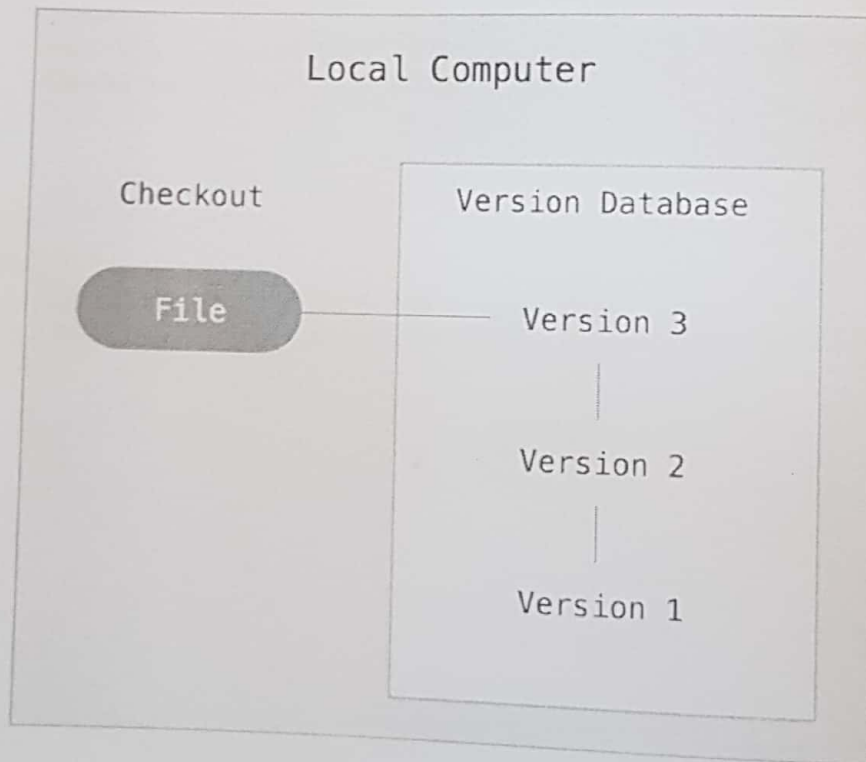 Local Computer
Checkout
Version Database
File
Version 3
Version 2
Version 1